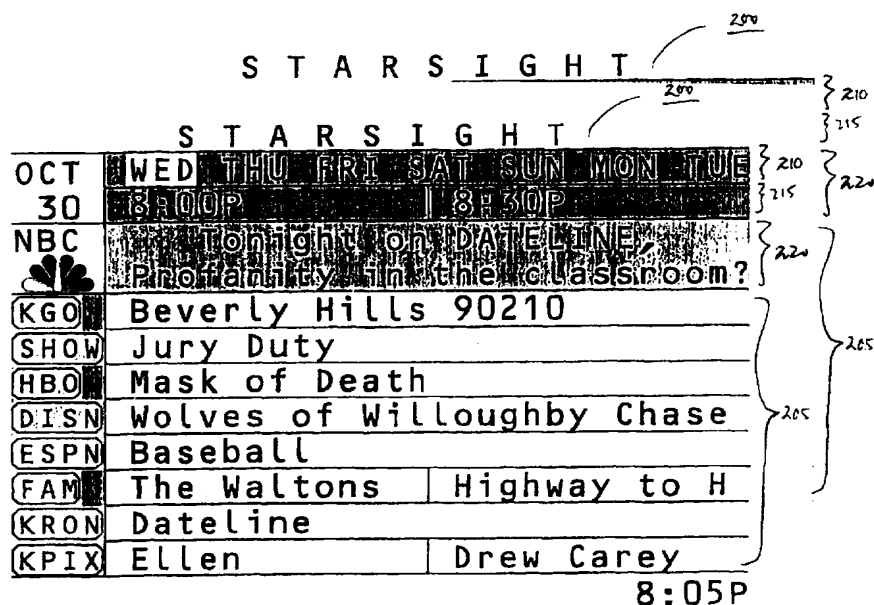 200
S T A R S I G H T
200
210
215
S T A R S I G H T
OCT WED THU FRI SAT SUN MON TUE 210
220
30 8:00P 8:30P 215
NBC Tonight on DATELINE,
220
Profanity in the classroom?
KGO Beverly Hills 90210
SHOW Jury Duty
205
HBO Mask of Death
DISN Wolves of Willoughby Chase
205
ESPN Baseball
FAM The Waltons Highway to H
KRON Dateline
KPIX Ellen Drew Carey
8:05P